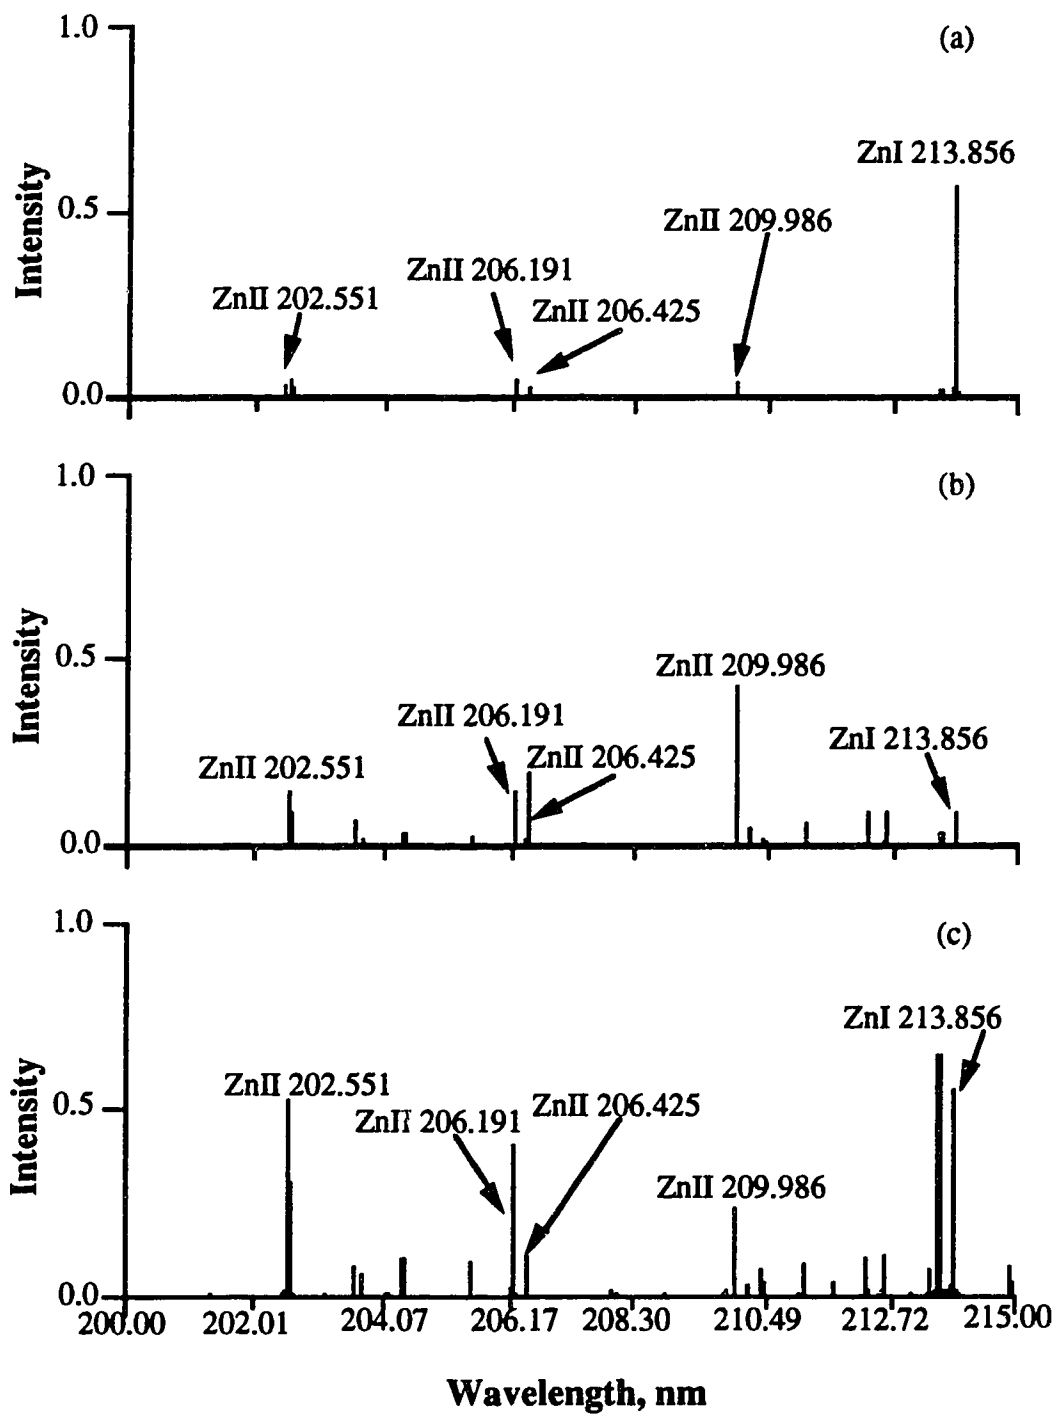 1.0
(a)
ZnI 213.856
Intensity
0.5
ZnII 209.986
ZnII 206.191
ZnII 202.551
ZnII 206.425
0.0
1.0
(b)
Intensity
0.5
ZnII 209.986
ZnII 206.191
ZnI 213.856
ZnII 206.425
ZnII 202.551
0.0
1.0
(c)
ZnI 213.856
Intensity
ZnII 202.551
0.5
ZnII 206.425
ZnII 206.191
ZnII 209.986
0.0
200.00 202.01 204.07 206.17 208.30 210.49 212.72 215.00
Wavelength, nm